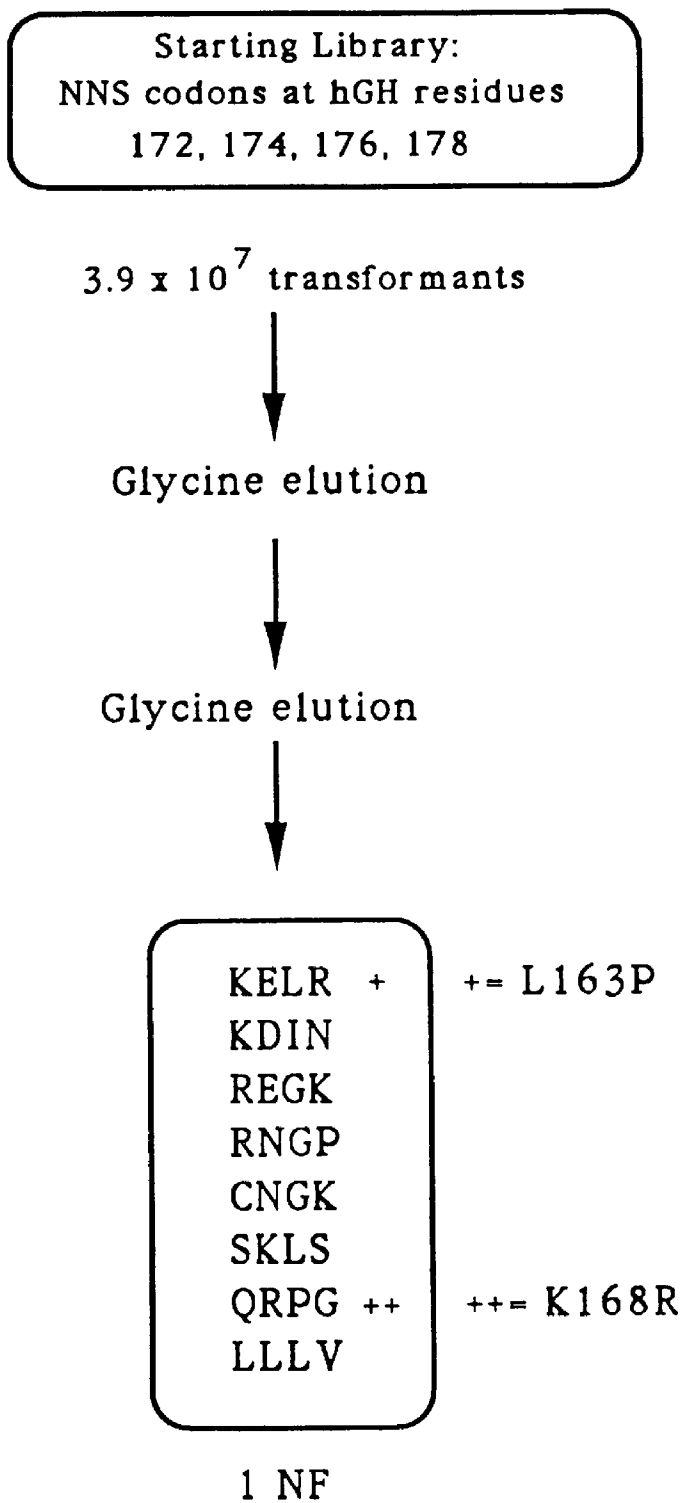 Starting Library:
NNS codons at hGH residues
172, 174, 176, 178
3.9 x 10^7 transformants
Glycine elution
Glycine elution
KELR + += L163P
KDIN
REGK
RNGP
CNGK
SKLS
QRPG ++ ++= K168R
LLLV
1 NF